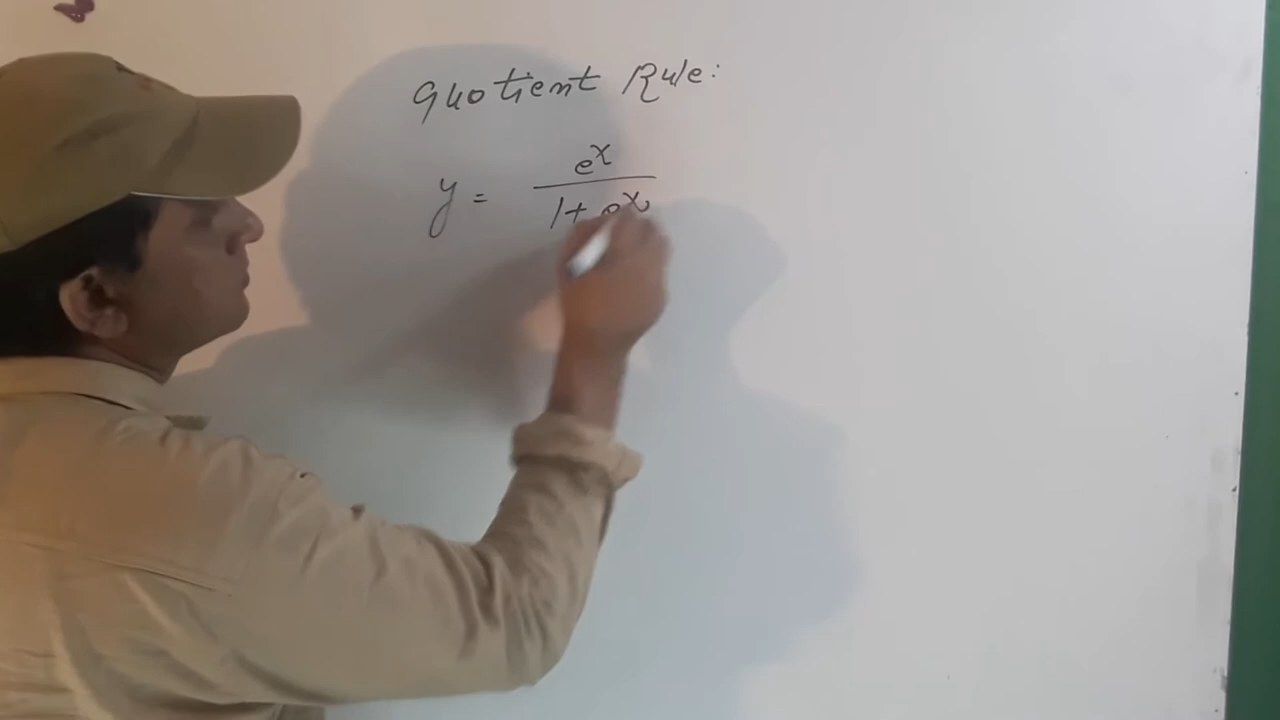 Quotient Rule:
y = e^x / 1 + e^x